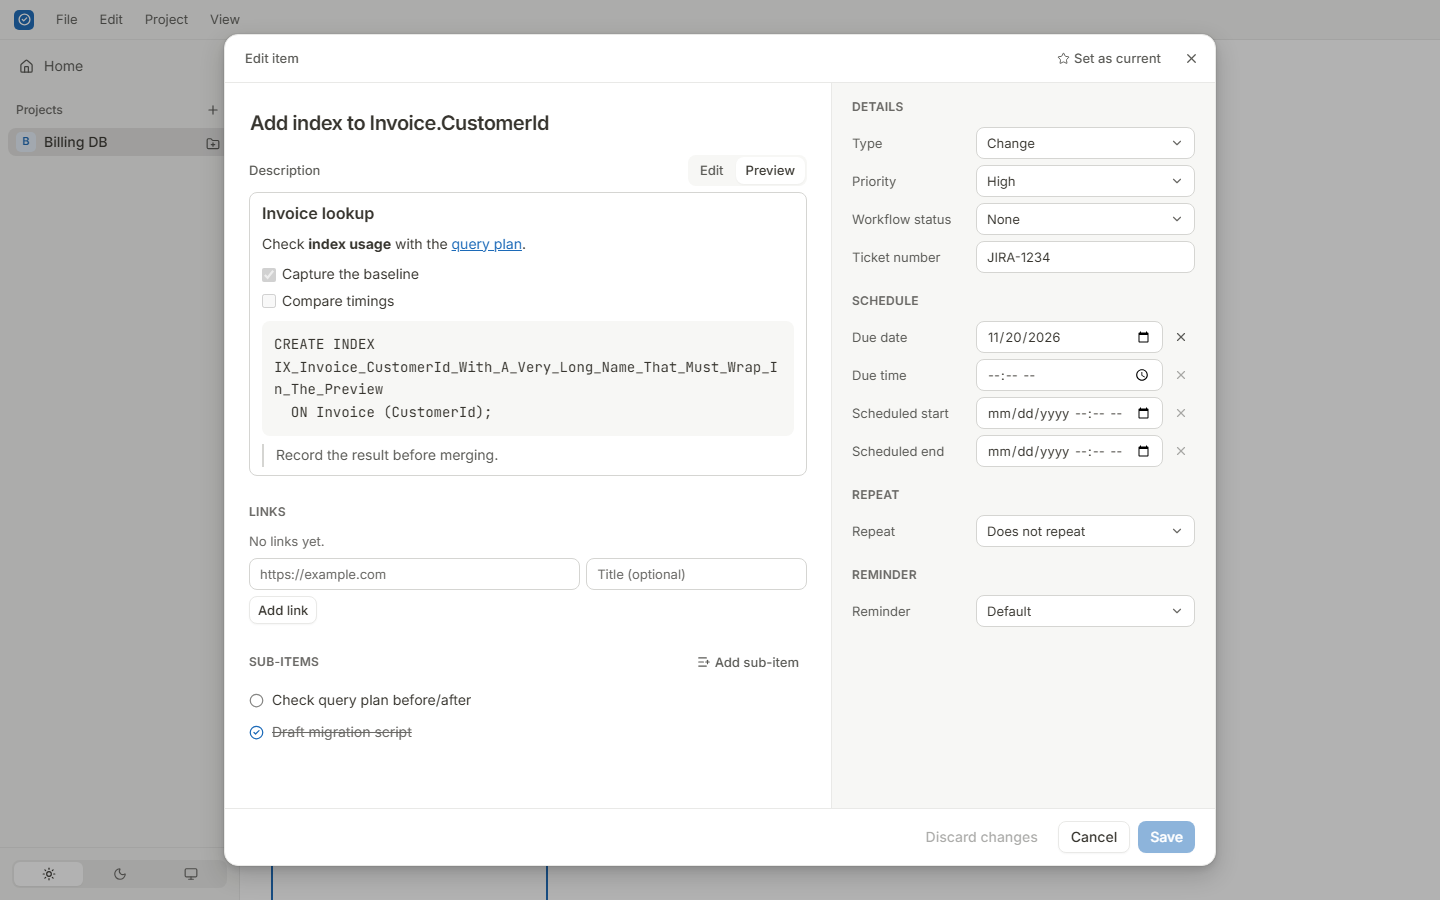 File Edit Project View
Home
Projects
B Billing DB
Edit item
Set as current
Add index to Invoice.CustomerId
Description
Edit Preview
Invoice lookup
Check index usage with the query plan.
Capture the baseline
Compare timings
CREATE INDEX
IX_Invoice_CustomerId_With_A_Very_Long_Name_That_Must_Wrap_I
n_The_Preview
ON Invoice (CustomerId);
Record the result before merging.
LINKS
No links yet.
https://example.com Title (optional)
Add link
SUB-ITEMS
Add sub-item
Check query plan before/after
Draft migration script
DETAILS
Type Change
Priority High
Workflow status None
Ticket number JIRA-1234
SCHEDULE
Due date 11/20/2026
Due time --:-- --
Scheduled start mm/dd/yyyy --:-- --
Scheduled end mm/dd/yyyy --:-- --
REPEAT
Repeat Does not repeat
REMINDER
Reminder Default
Discard changes Cancel Save